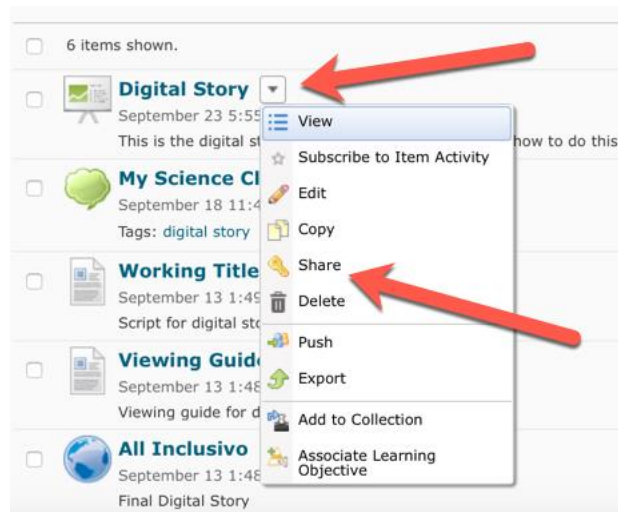 6 items shown.
Digital Story
September 23 5:55
This is the digital st
how to do this
My Science Cl
September 18 11:4
Tags: digital story
Working Title
September 13 1:49
Script for digital sto
Viewing Guide
September 13 1:48
Viewing guide for d
All Inclusivo
September 13 1:48
Final Digital Story
View
Subscribe to Item Activity
Edit
Copy
Share
Delete
Push
Export
Add to Collection
Associate Learning
Objective